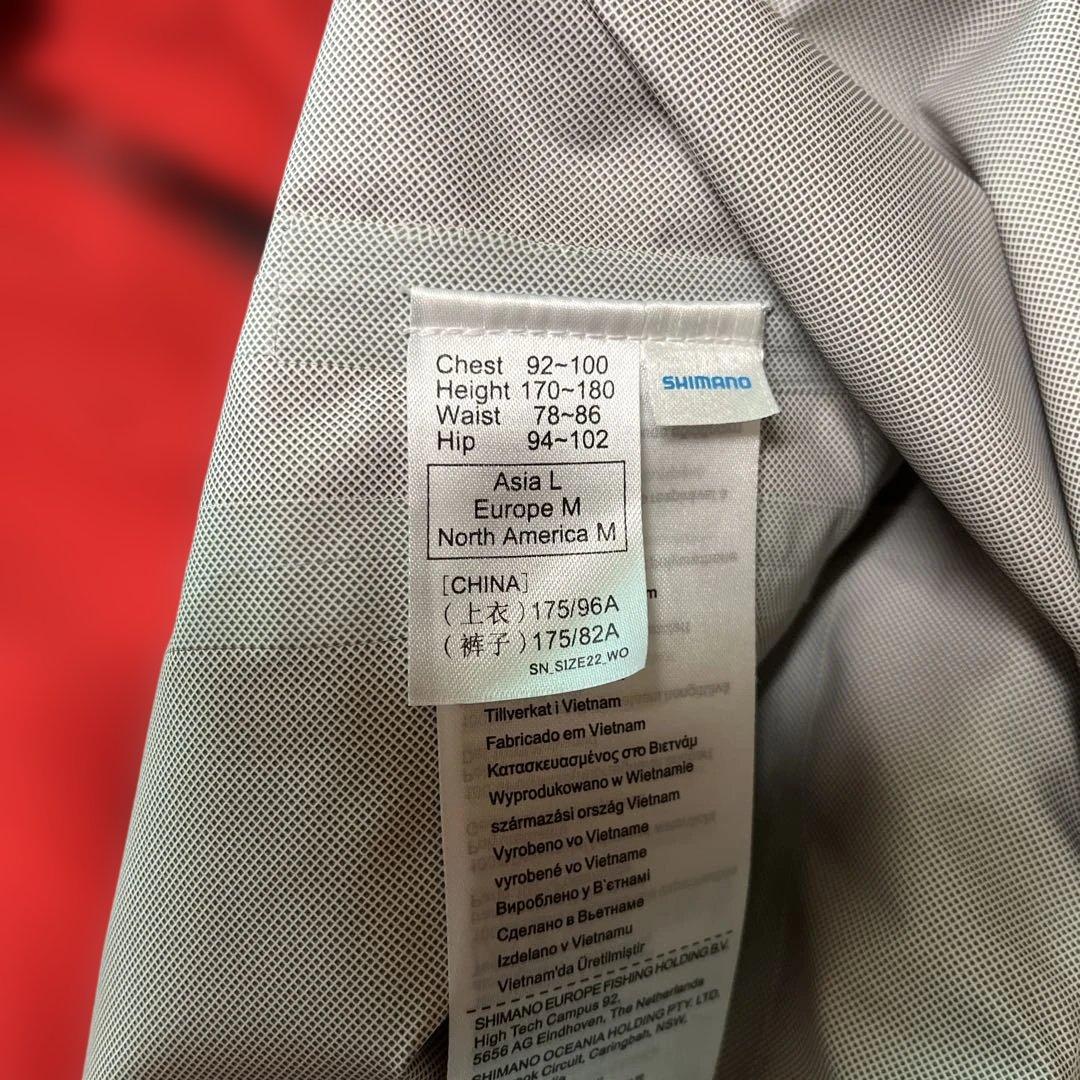 Chest 92~100
Height 170~180
Waist 78~86
Hip 94~102
Asia L
Europe M
North America M
[CHINA]
(上衣)175/96A
(裤子)175/82A
SN_SIZE22_WO
SHIMANO
Tillverkat i Vietnam
Fabricado em Vietnam
Κατασκευασμένος στο Βιετνάμ
Wyprodukowano w Wietnamie
származási ország Vietnam
Vyrobeno vo Vietname
vyrobené vo Vietname
Вироблено у В'єтнамі
Сделано в Вьетнаме
Izdelano v Vietnamu
Vietnam'da Üretilmiştir
SHIMANO EUROPE FISHING HOLDING B.V.
High Tech Campus 92,
5656 AG Eindhoven, The Netherlands
SHIMANO OCEANIA HOLDING PTY. LTD.
Circuit, Caringbah, NSW,